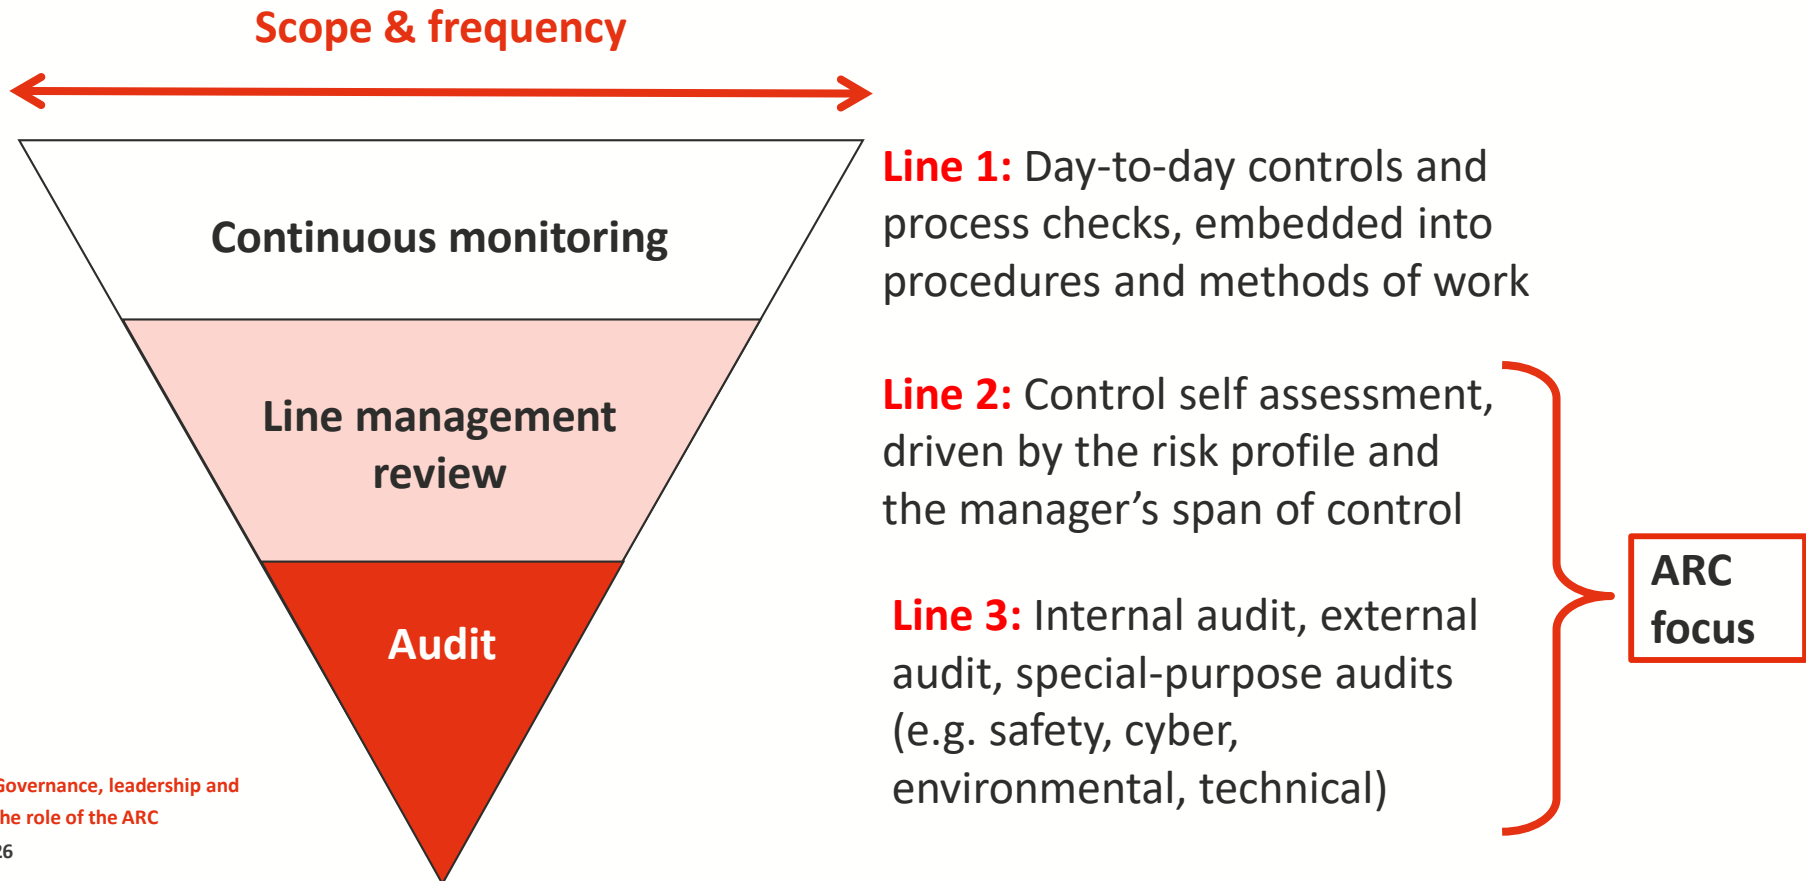 Scope & frequency
Continuous monitoring
Line management
review
Audit
Line 1: Day-to-day controls and
process checks, embedded into
procedures and methods of work
Line 2: Control self assessment,
driven by the risk profile and
the manager’s span of control
Line 3: Internal audit, external
audit, special-purpose audits
(e.g. safety, cyber,
environmental, technical)
ARC
focus
Governance, leadership and
the role of the ARC
26